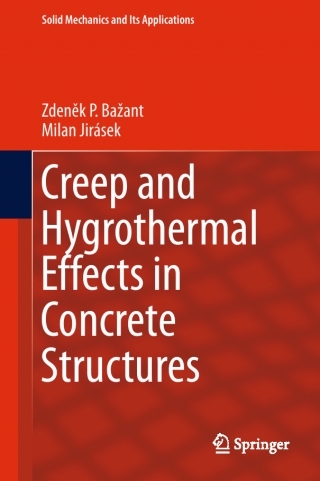 Solid Mechanics and Its Applications
Zdeněk P. Bažant
Milan Jirásek
Creep and
Hygrothermal
Effects in
Concrete
Structures
Springer